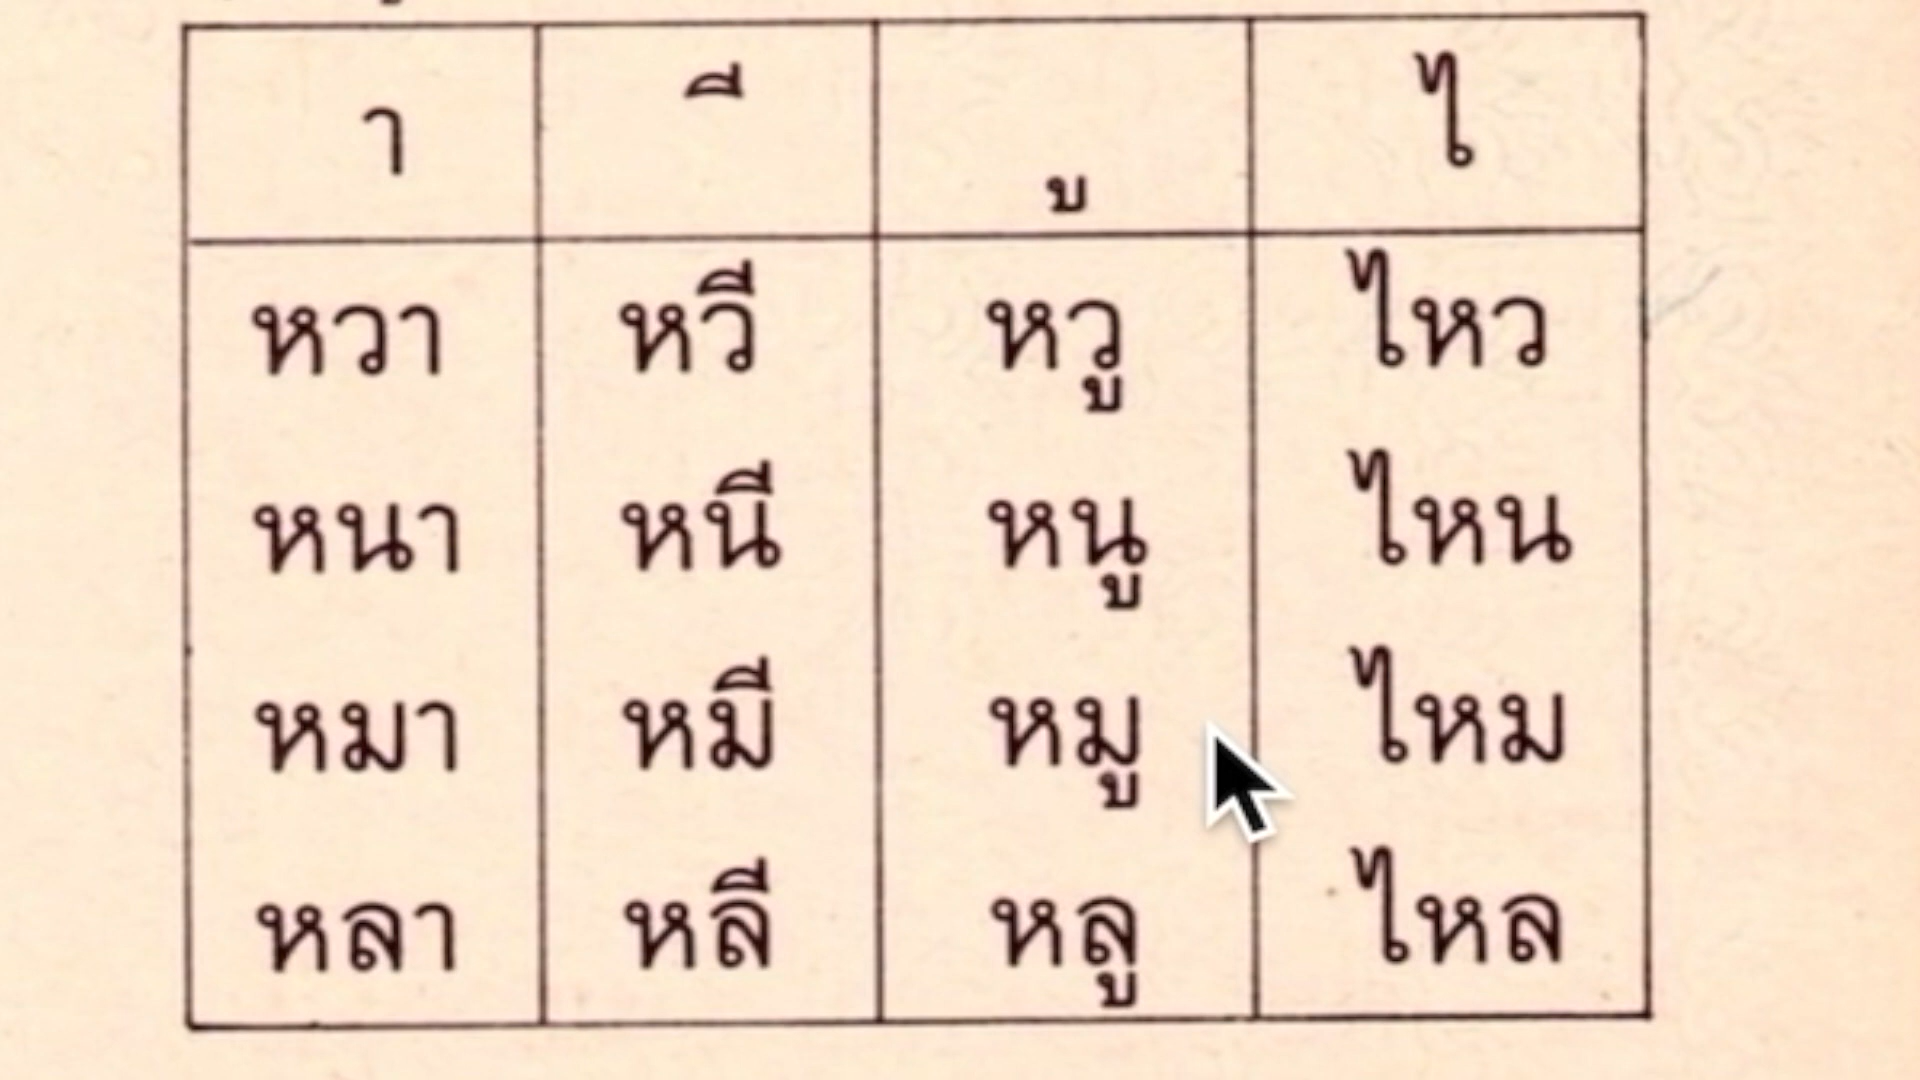 า ี ู ไ
หวา หวี หวู ไหว
หนา หนี หนู ไหน
หมา หมี หมู ไหม
หลา หลี หลู ไหล